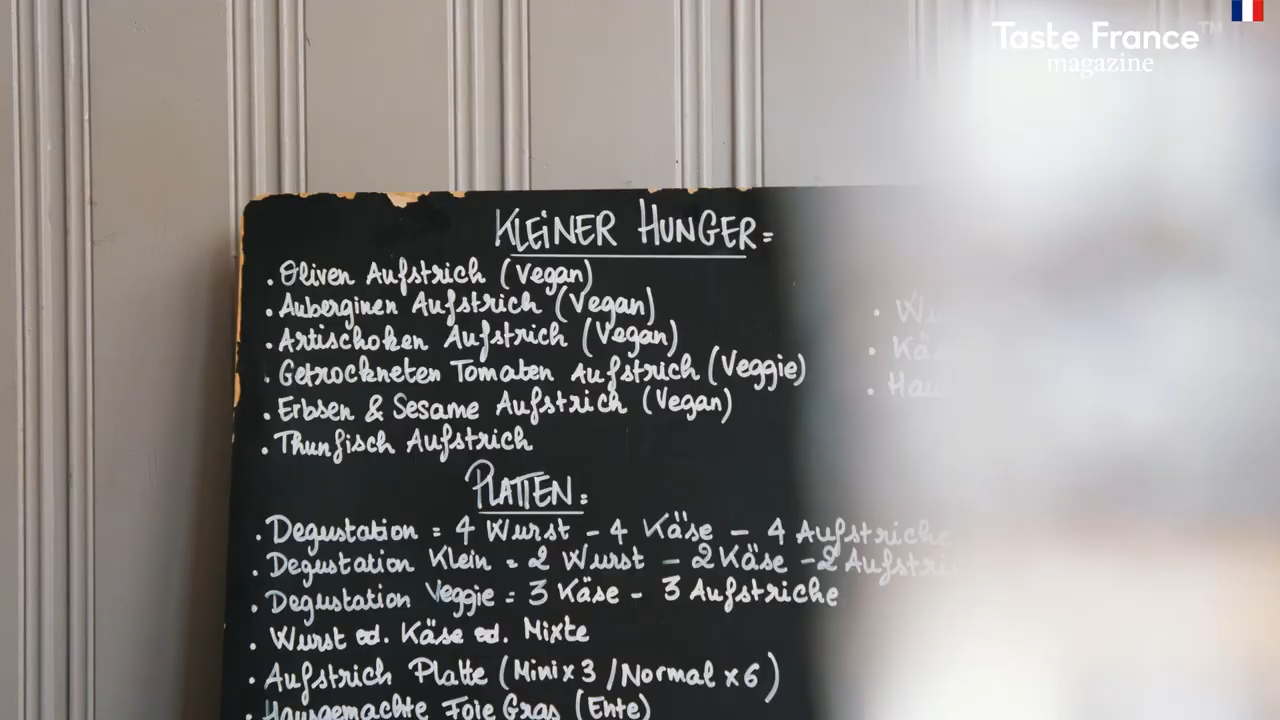 Taste France™
magazine
KLEiNER HUNGER:
. Oliven Aufstrich (Vegan)
. Auberginen Aufstrich (Vegan)
. Artischoken Aufstrich (Vegan)
. Getrockneten Tomaten Aufstrich (Veggie)
. Erbsen & Sesame Aufstrich (Vegan)
. Thunfisch Aufstrich
PLATTEN:
. Degustation = 4 Wurst - 4 Käse - 4 Aufstriche
. Degustation Klein = 2 Wurst - 2 Käse - 2
. Degustation Veggie = 3 Käse - 3 Aufstriche
. Wurst od. Käse od. Mixte
. Aufstrich Platte (Mini x 3 / Normal x 6)
. Hausgemachte Foie Gras (Ente)